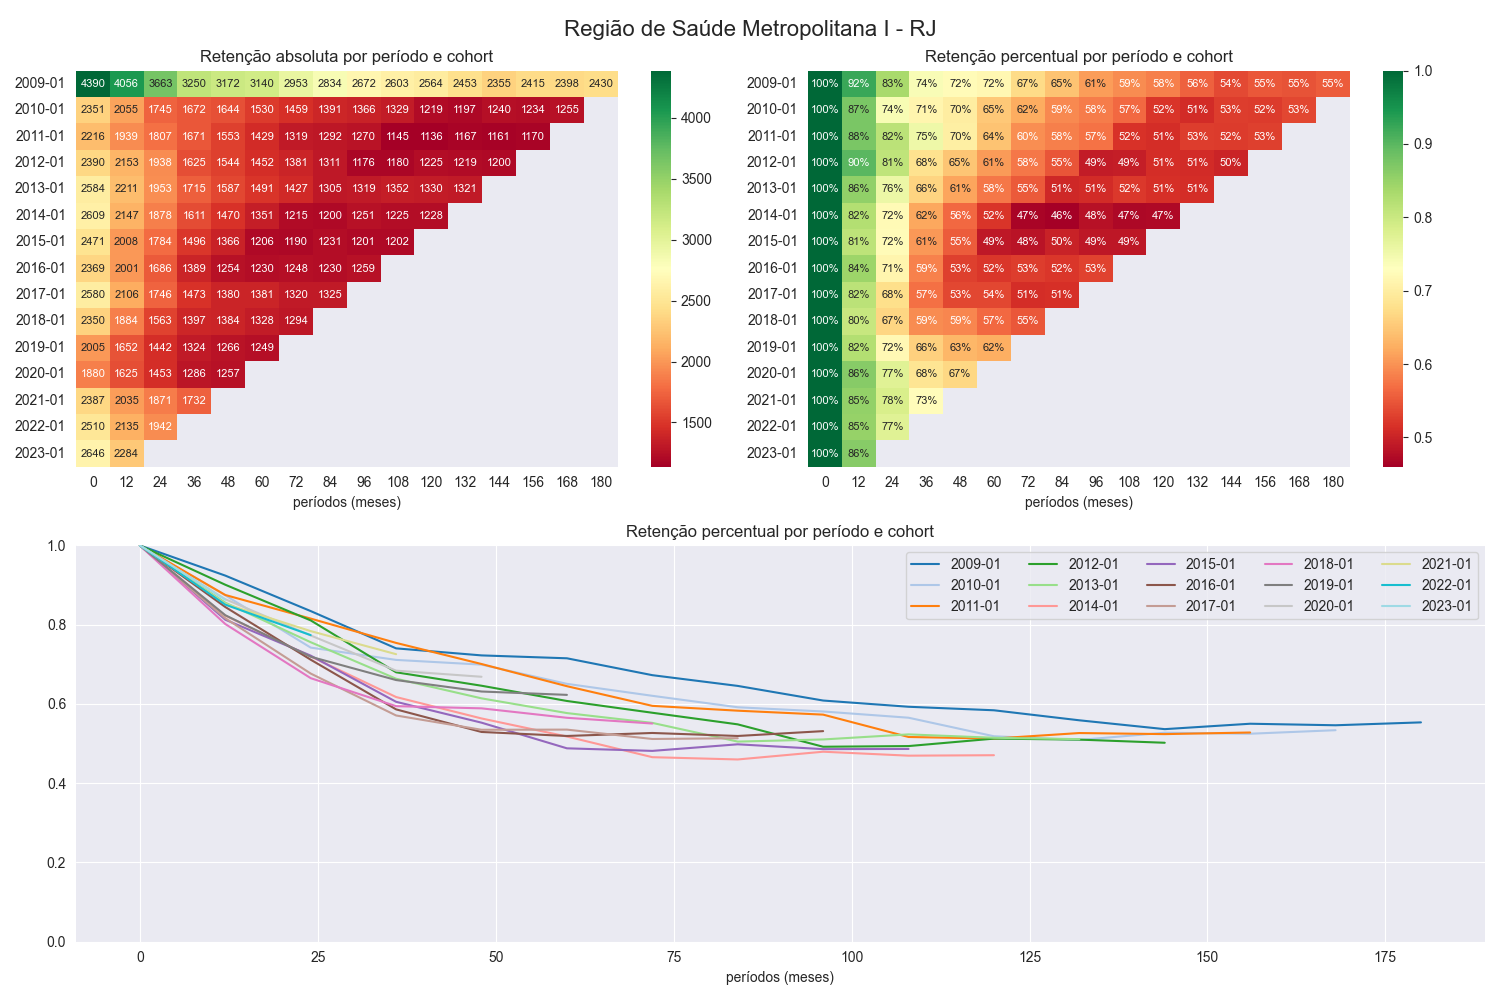 Região de Saúde Metropolitana I - RJ
Retenção absoluta por período e cohort
2009-01 4390 4056 3663 3250 3172 3140 2953 2834 2672 2603 2564 2453 2355 2415 2398 2430
2010-01 2351 2055 1745 1672 1644 1530 1459 1391 1366 1329 1219 1197 1240 1234 1255
2011-01 2216 1939 1807 1671 1553 1429 1319 1292 1270 1145 1136 1167 1161 1170
2012-01 2390 2153 1938 1625 1544 1452 1381 1311 1176 1180 1225 1219 1200
2013-01 2584 2211 1953 1715 1587 1491 1427 1305 1319 1352 1330 1321
2014-01 2609 2147 1878 1611 1470 1351 1215 1200 1251 1225 1228
2015-01 2471 2008 1784 1496 1366 1206 1190 1231 1201 1202
2016-01 2369 2001 1686 1389 1254 1230 1248 1230 1259
2017-01 2580 2106 1746 1473 1380 1381 1320 1325
2018-01 2350 1884 1563 1397 1384 1328 1294
2019-01 2005 1652 1442 1324 1266 1249
2020-01 1880 1625 1453 1286 1257
2021-01 2387 2035 1871 1732
2022-01 2510 2135 1942
2023-01 2646 2284
0 12 24 36 48 60 72 84 96 108 120 132 144 156 168 180
períodos (meses)
4000
3500
3000
2500
2000
1500
Retenção percentual por período e cohort
2009-01 100% 92% 83% 74% 72% 72% 67% 65% 61% 59% 58% 56% 54% 55% 55% 55%
2010-01 100% 87% 74% 71% 70% 65% 62% 59% 58% 57% 52% 51% 53% 52% 53%
2011-01 100% 88% 82% 75% 70% 64% 60% 58% 57% 52% 51% 53% 52% 53%
2012-01 100% 90% 81% 68% 65% 61% 58% 55% 49% 49% 51% 51% 50%
2013-01 100% 86% 76% 66% 61% 58% 55% 51% 51% 52% 51% 51%
2014-01 100% 82% 72% 62% 56% 52% 47% 46% 48% 47% 47%
2015-01 100% 81% 72% 61% 55% 49% 48% 50% 49% 49%
2016-01 100% 84% 71% 59% 53% 52% 53% 52% 53%
2017-01 100% 82% 68% 57% 53% 54% 51% 51%
2018-01 100% 80% 67% 59% 59% 57% 55%
2019-01 100% 82% 72% 66% 63% 62%
2020-01 100% 86% 77% 68% 67%
2021-01 100% 85% 78% 73%
2022-01 100% 85% 77%
2023-01 100% 86%
0 12 24 36 48 60 72 84 96 108 120 132 144 156 168 180
períodos (meses)
1.0
0.9
0.8
0.7
0.6
0.5
Retenção percentual por período e cohort
1.0
0.8
0.6
0.4
0.2
0.0
2009-01 2012-01 2015-01 2018-01 2021-01
2010-01 2013-01 2016-01 2019-01 2022-01
2011-01 2014-01 2017-01 2020-01 2023-01
0 25 50 75 100 125 150 175
períodos (meses)